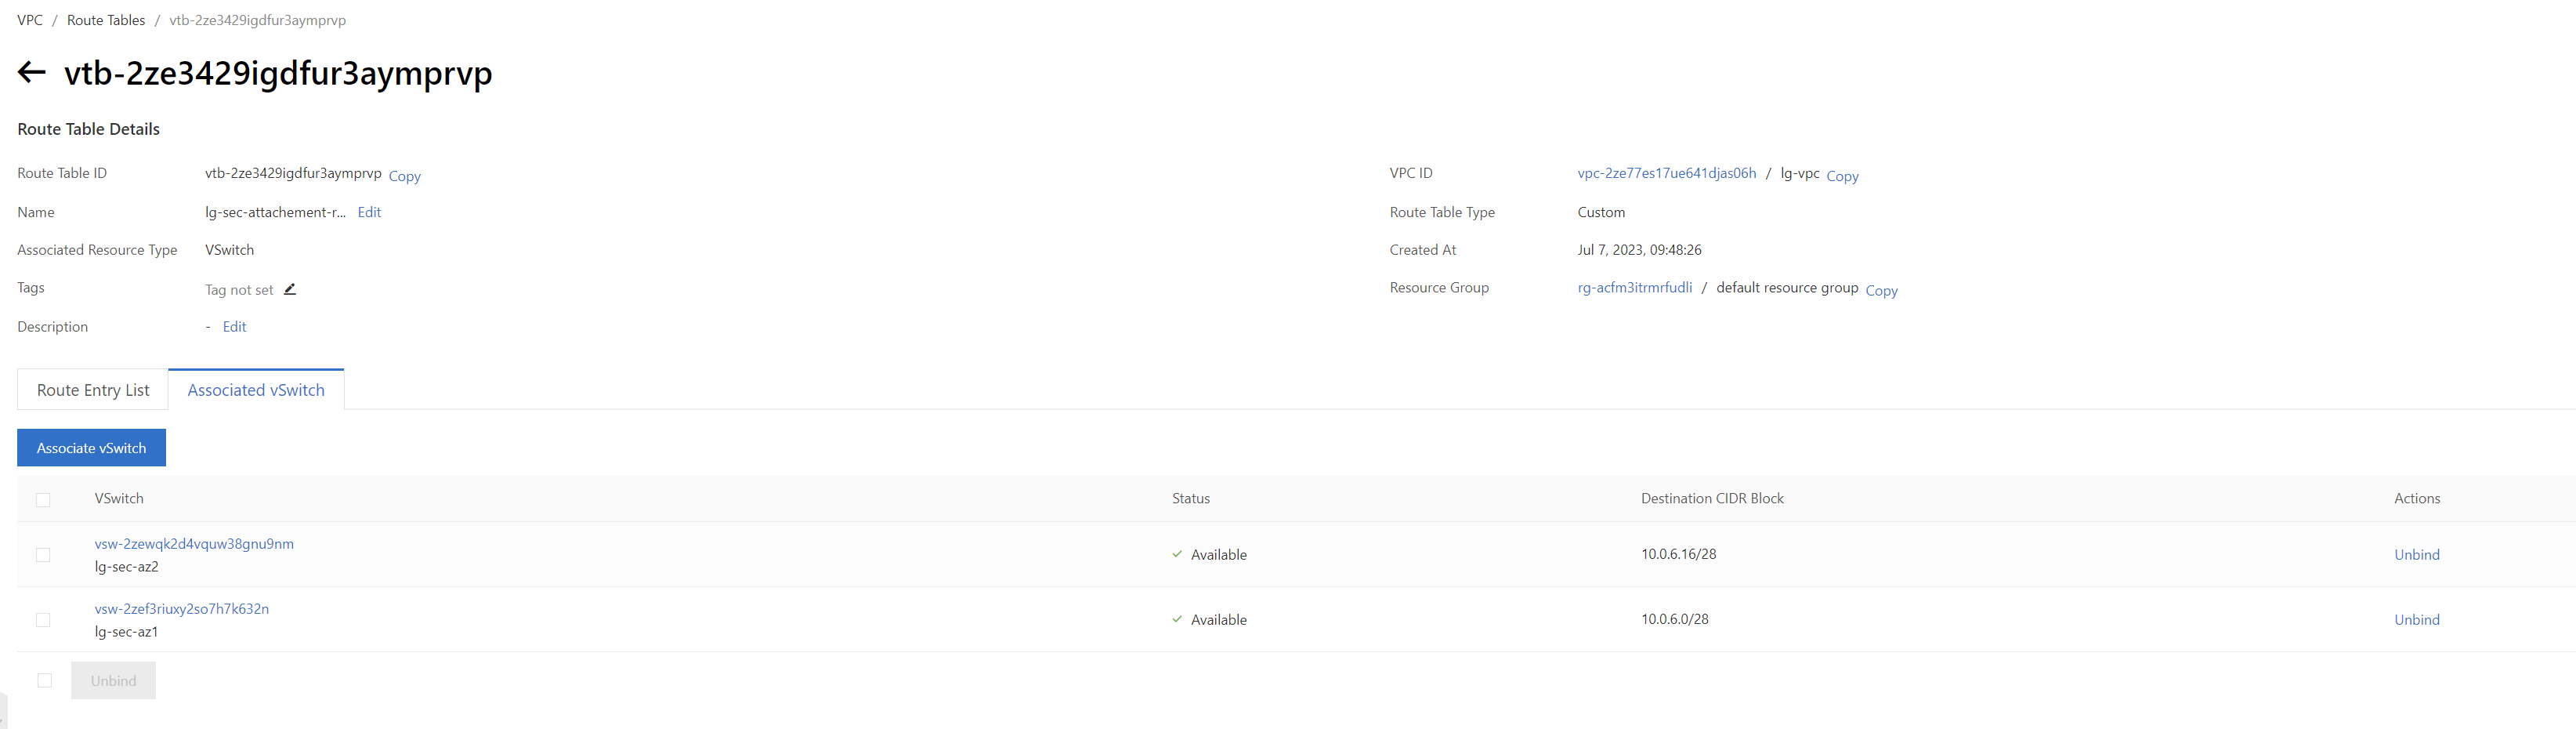 VPC / Route Tables / vtb-2ze3429igdfur3aymprvp
vtb-2ze3429igdfur3aymprvp
Route Table Details
Route Table ID vtb-2ze3429igdfur3aymprvp Copy VPC ID vpc-2ze77es17ue641djas06h / lg-vpc Copy
Name lg-sec-attachement-r... Edit Route Table Type Custom
Associated Resource Type VSwitch Created At Jul 7, 2023, 09:48:26
Tags Tag not set Resource Group rg-acfm3itrmrfudli / default resource group Copy
Description - Edit
Route Entry List Associated vSwitch
Associate vSwitch
VSwitch Status Destination CIDR Block Actions
vsw-2zewqk2d4vquw38gnu9nm
lg-sec-az2 Available 10.0.6.16/28 Unbind
vsw-2zef3riuxy2so7h7k632n
lg-sec-az1 Available 10.0.6.0/28 Unbind
Unbind